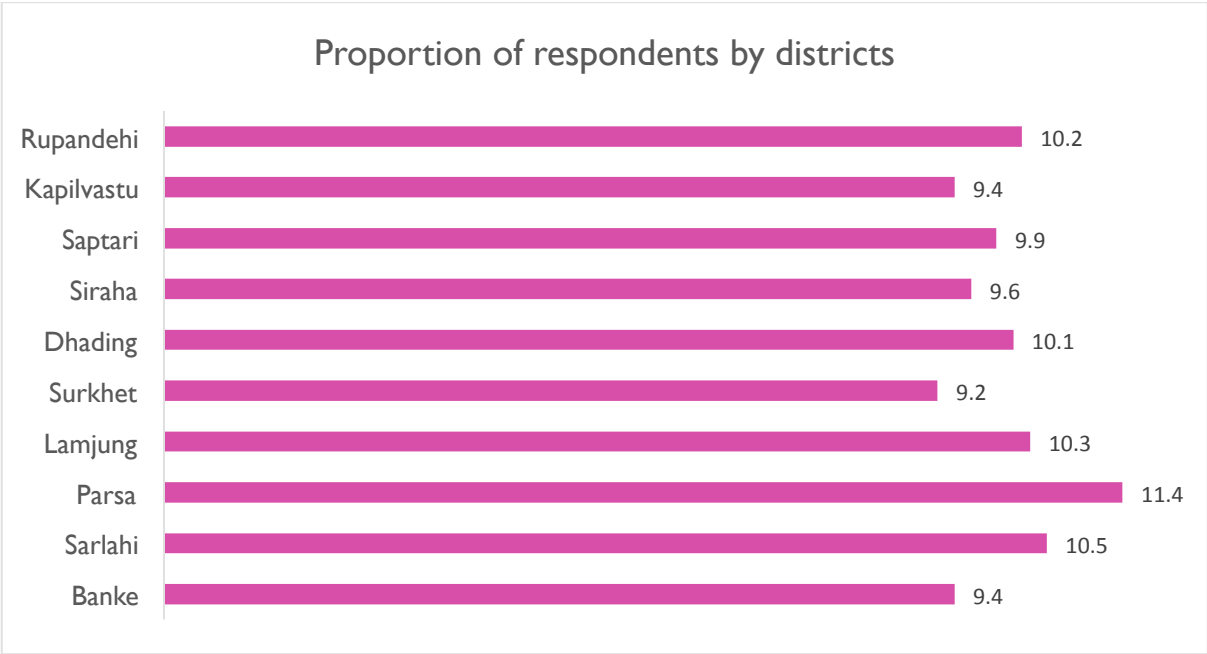 Proportion of respondents by districts
Rupandehi 10.2
Kapilvastu 9.4
Saptari 9.9
Siraha 9.6
Dhading 10.1
Surkhet 9.2
Lamjung 10.3
Parsa 11.4
Sarlahi 10.5
Banke 9.4